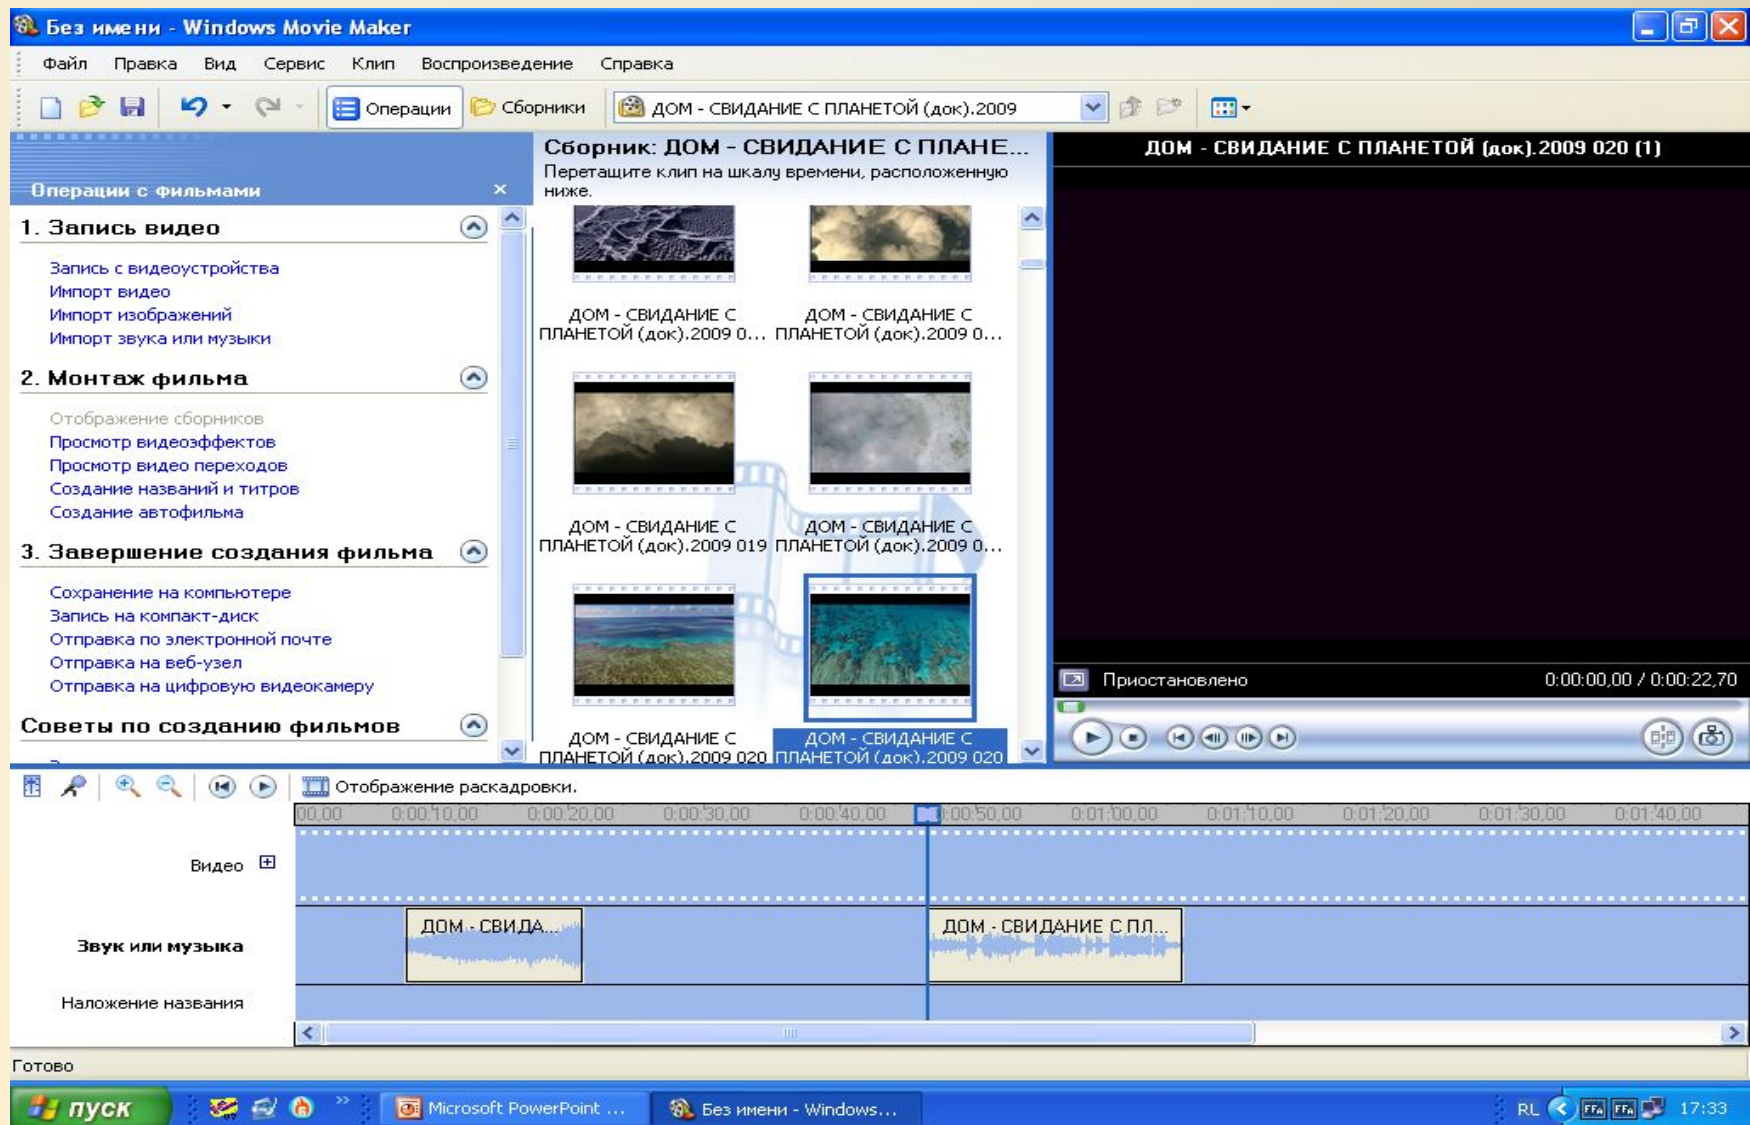 Без имени - Windows Movie Maker
Файл Правка Вид Сервис Клип Воспроизведение Справка
Операции Сборники ДОМ - СВИДАНИЕ С ПЛАНЕТОЙ (док).2009
Операции с фильмами
1. Запись видео
Запись с видеоустройства
Импорт видео
Импорт изображений
Импорт звука или музыки
2. Монтаж фильма
Отображение сборников
Просмотр видеоэффектов
Просмотр видео переходов
Создание названий и титров
Создание автофильма
3. Завершение создания фильма
Сохранение на компьютере
Запись на компакт-диск
Отправка по электронной почте
Отправка на веб-узел
Отправка на цифровую видеокамеру
Советы по созданию фильмов
Сборник: ДОМ - СВИДАНИЕ С ПЛАНЕ...
Перетащите клип на шкалу времени, расположенную
ниже.
ДОМ - СВИДАНИЕ С
ПЛАНЕТОЙ (док).2009 0...
ДОМ - СВИДАНИЕ С
ПЛАНЕТОЙ (док).2009 0...
ДОМ - СВИДАНИЕ С
ПЛАНЕТОЙ (док).2009 019
ДОМ - СВИДАНИЕ С
ПЛАНЕТОЙ (док).2009 0...
ДОМ - СВИДАНИЕ С
ПЛАНЕТОЙ (док).2009 020
ДОМ - СВИДАНИЕ С
ПЛАНЕТОЙ (док).2009 020
ДОМ - СВИДАНИЕ С ПЛАНЕТОЙ (док).2009 020 (1)
Приостановлено 0:00:00,00 / 0:00:22,70
Отображение раскадровки.
00,00 0:00:10,00 0:00:20,00 0:00:30,00 0:00:40,00 0:00:50,00 0:01:00,00 0:01:10,00 0:01:20,00 0:01:30,00 0:01:40,00
Видео
Звук или музыка
ДОМ - СВИДА... ДОМ - СВИДАНИЕ С ПЛ...
Наложение названия
Готово
пуск Microsoft PowerPoint ... Без имени - Windows... RL FFa FFa 17:33